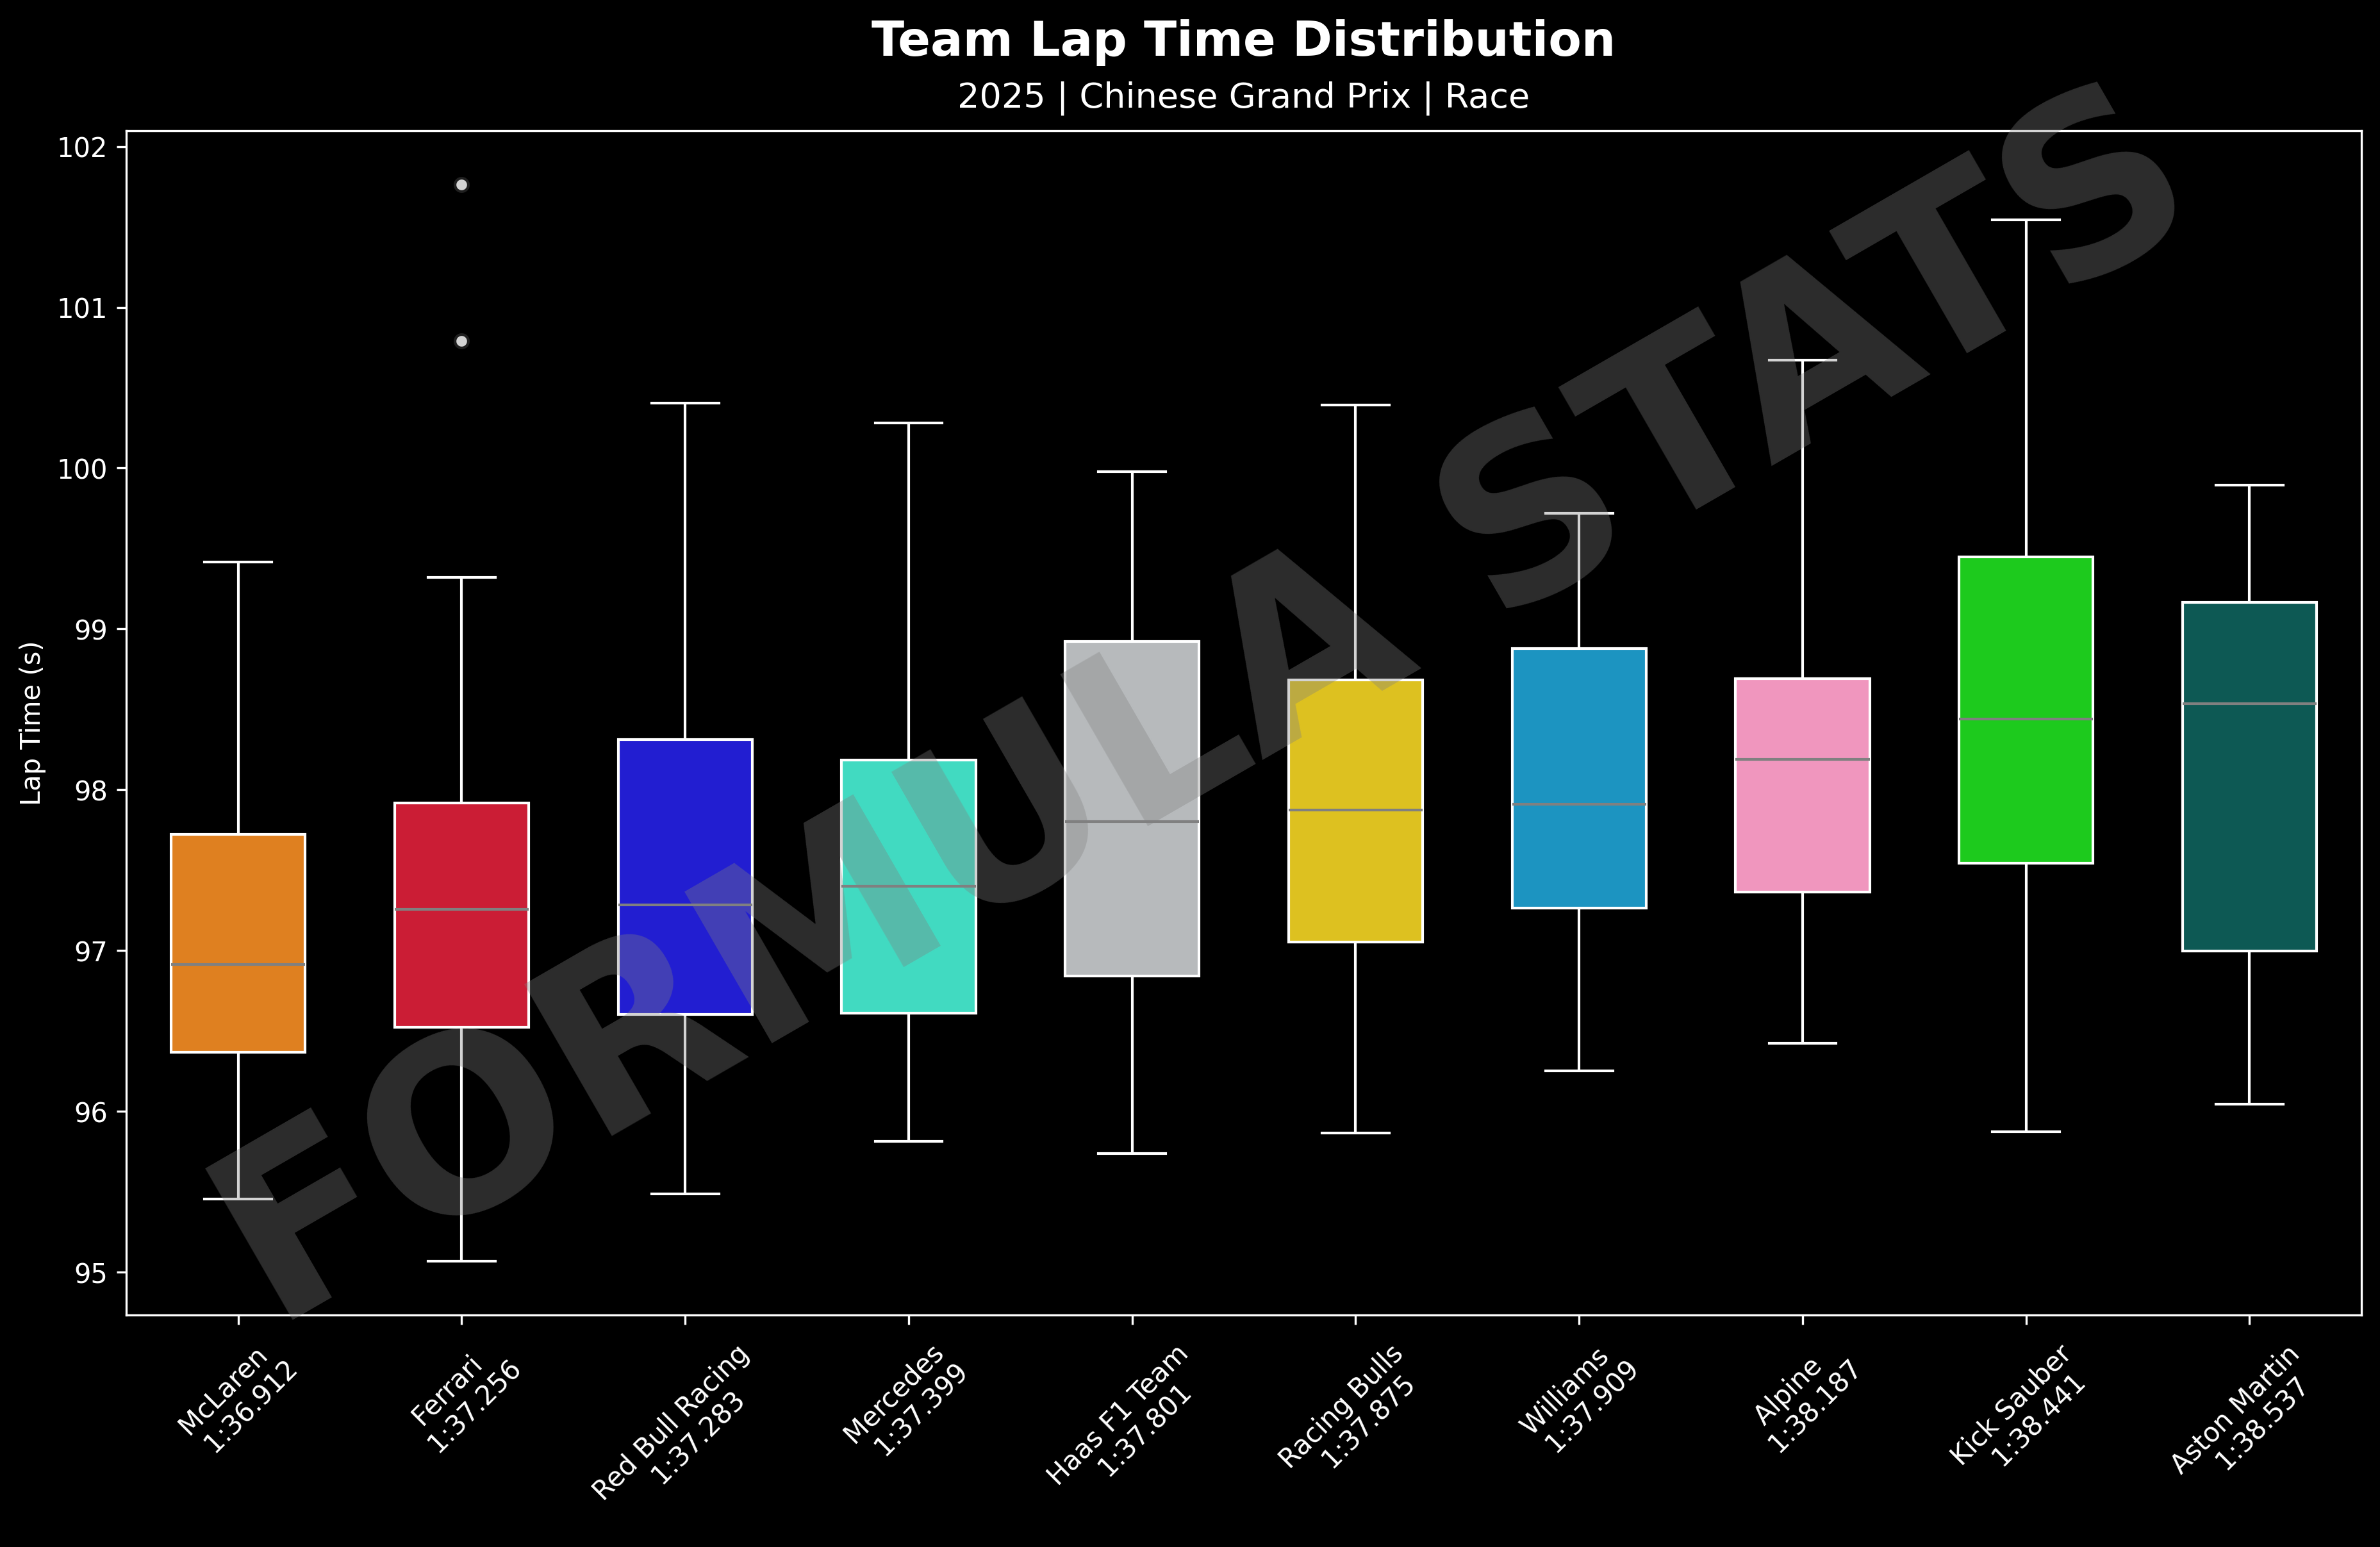 Team Lap Time Distribution
2025 | Chinese Grand Prix | Race
Lap Time (s)
102
101
100
99
98
97
96
95
FORMULA STATS
McLaren
1:36.912
Ferrari
1:37.256
Red Bull Racing
1:37.283
Mercedes
1:37.399
Haas F1 Team
1:37.801
Racing Bulls
1:37.875
Williams
1:37.909
Alpine
1:38.187
Kick Sauber
1:38.441
Aston Martin
1:38.537